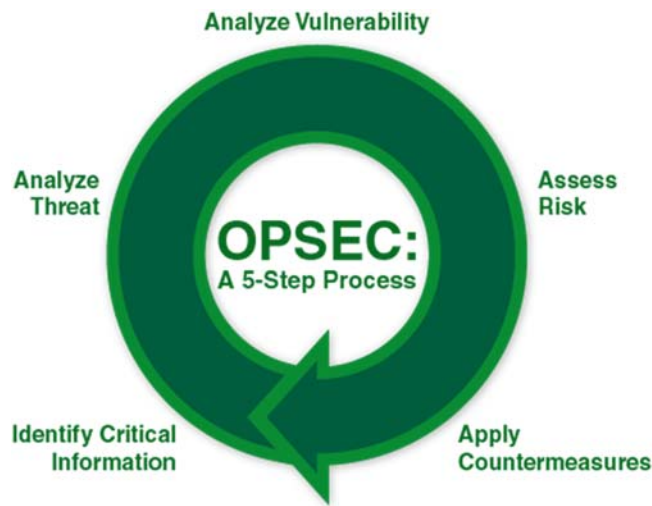 Analyze Vulnerability
Analyze
Threat
Assess
Risk
OPSEC:
A 5-Step Process
Identify Critical
Information
Apply
Countermeasures